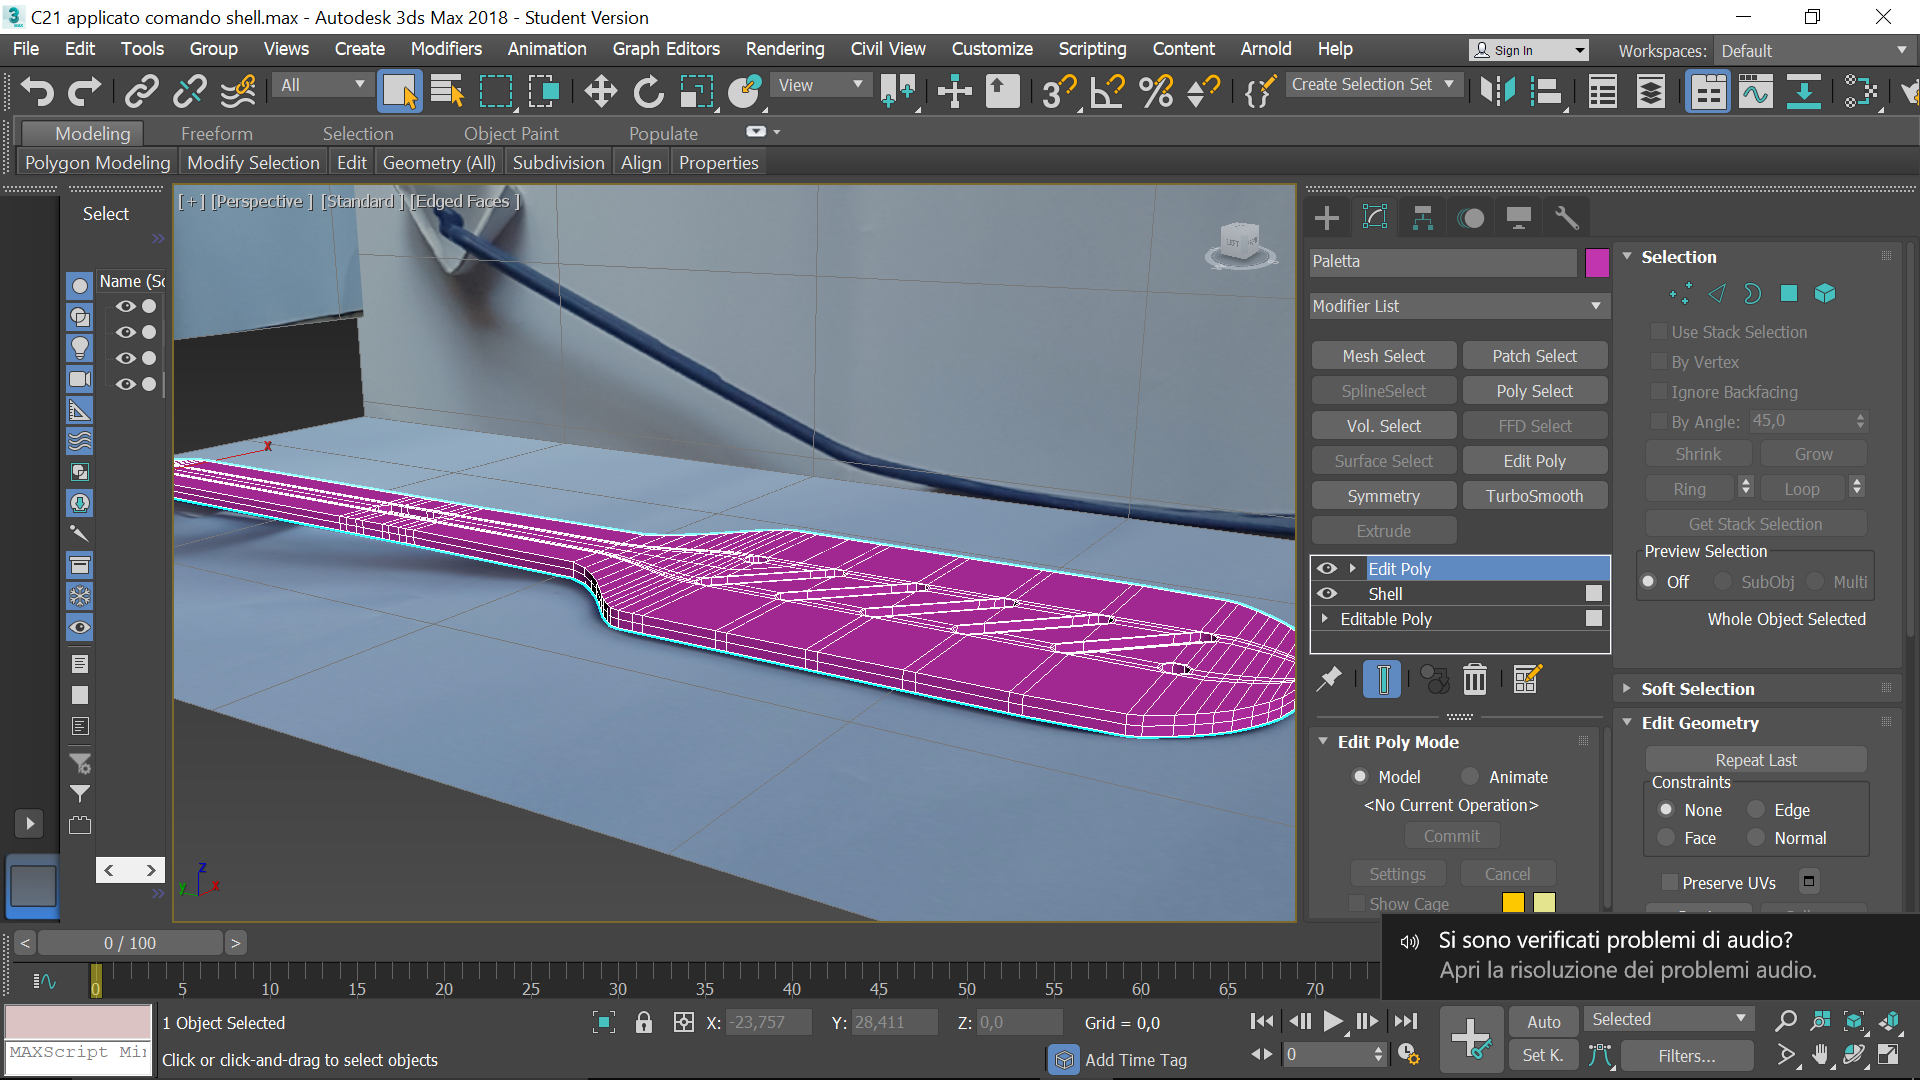 C21 applicato comando shell.max - Autodesk 3ds Max 2018 - Student Version
File Edit Tools Group Views Create Modifiers Animation Graph Editors Rendering Civil View Customize Scripting Content Arnold Help
Sign In
Workspaces: Default
All
View
Create Selection Set
Modeling Freeform Selection Object Paint Populate
Polygon Modeling Modify Selection Edit Geometry (All) Subdivision Align Properties
Select
Name (Sc
[+] [Perspective ] [Standard ] [Edged Faces ]
LEFT
x
z
y
x
Paletta
Modifier List
Mesh Select Patch Select
SplineSelect Poly Select
Vol. Select FFD Select
Surface Select Edit Poly
Symmetry TurboSmooth
Extrude
Edit Poly
Shell
Editable Poly
Edit Poly Mode
Model Animate
<No Current Operation>
Commit
Settings Cancel
Show Cage
Selection
Use Stack Selection
By Vertex
Ignore Backfacing
By Angle: 45,0
Shrink Grow
Ring Loop
Get Stack Selection
Preview Selection
Off SubObj Multi
Whole Object Selected
Soft Selection
Edit Geometry
Repeat Last
Constraints
None Edge
Face Normal
Preserve UVs
Si sono verificati problemi di audio?
Apri la risoluzione dei problemi audio.
< 0 / 100 >
0 5 10 15 20 25 30 35 40 45 50 55 60 65 70
1 Object Selected
X: -23,757 Y: 28,411 Z: 0,0 Grid = 0,0
MAXScript Mir
Click or click-and-drag to select objects
Add Time Tag
0
Auto Selected
Set K. Filters...